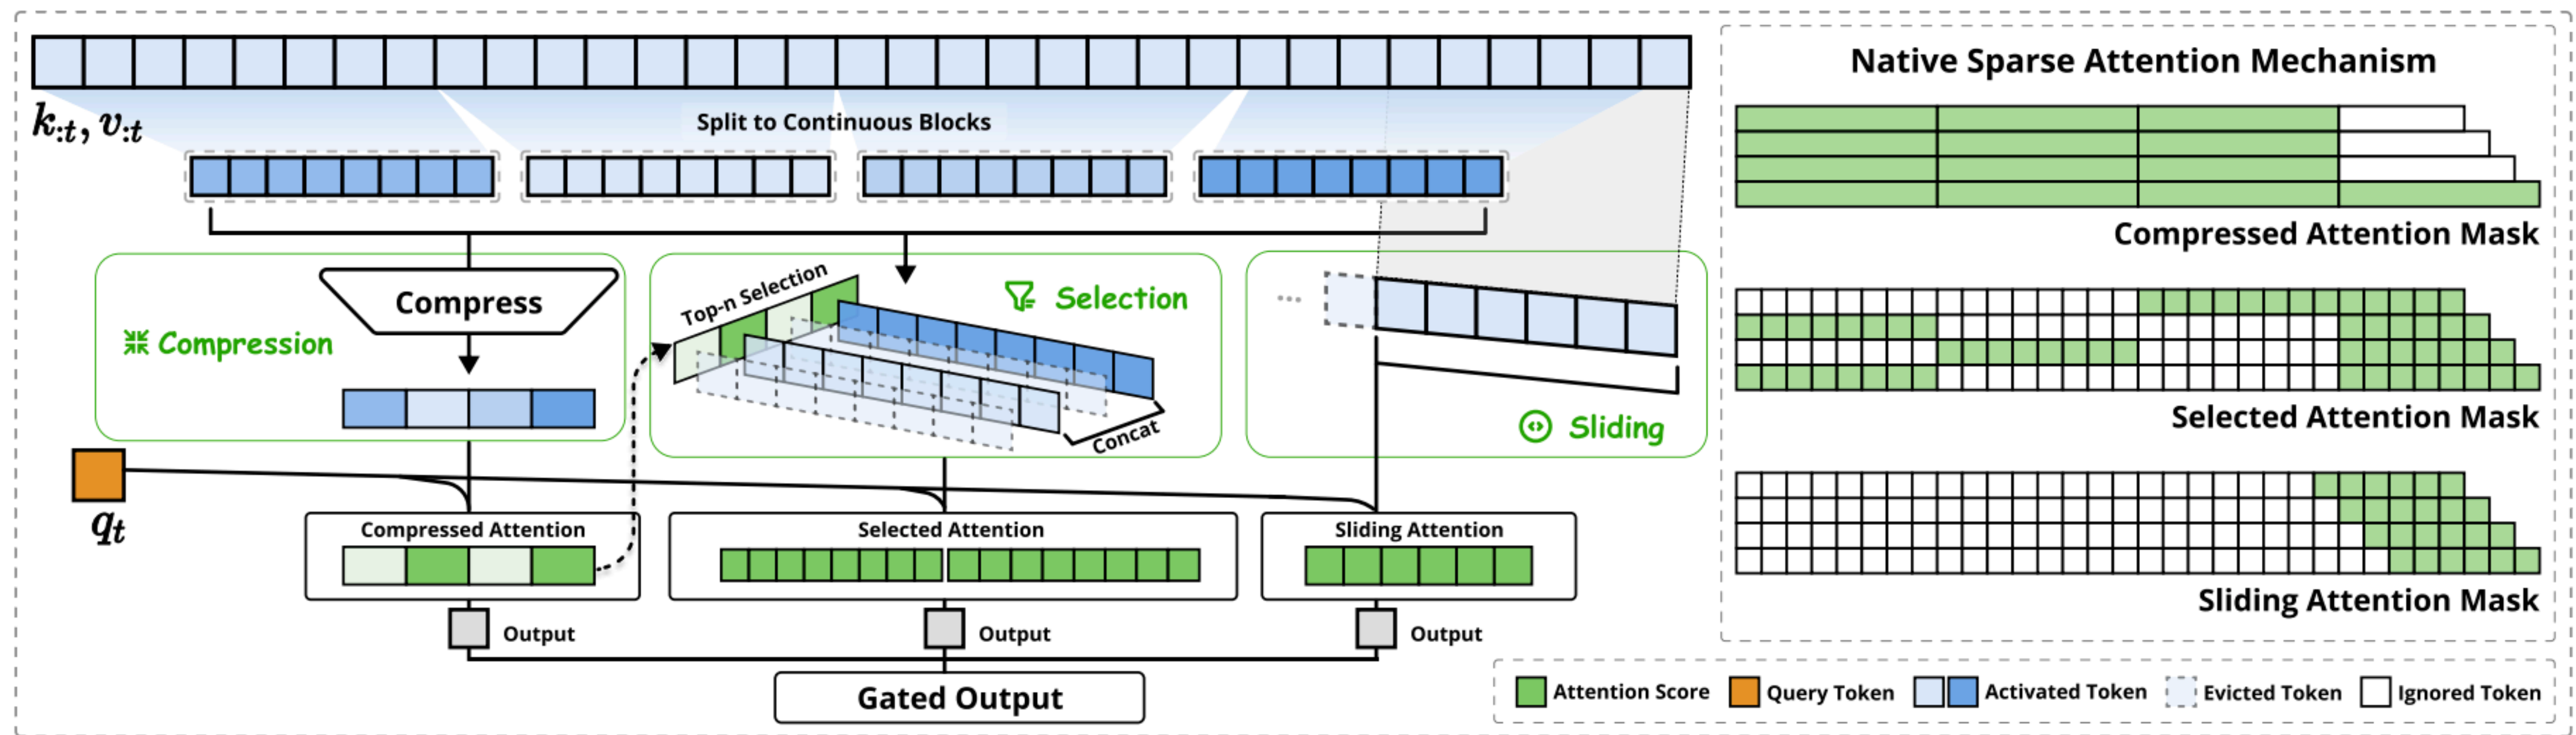 k:t, v:t
Split to Continuous Blocks
Compress
Compression
Top-n Selection
Selection
Concat
...
Sliding
qt
Compressed Attention
Selected Attention
Sliding Attention
Output
Output
Output
Gated Output
Native Sparse Attention Mechanism
Compressed Attention Mask
Selected Attention Mask
Sliding Attention Mask
Attention Score
Query Token
Activated Token
Evicted Token
Ignored Token